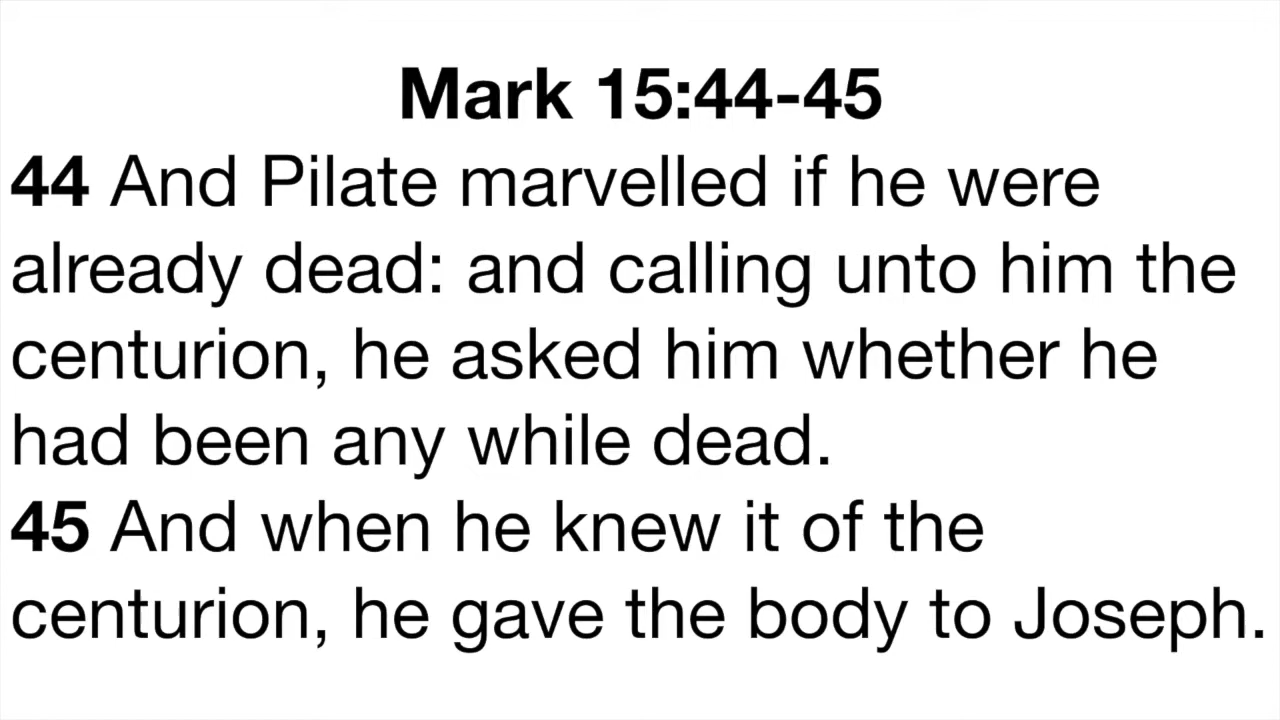 Mark 15:44-45
44 And Pilate marvelled if he were
already dead: and calling unto him the
centurion, he asked him whether he
had been any while dead.
45 And when he knew it of the
centurion, he gave the body to Joseph.